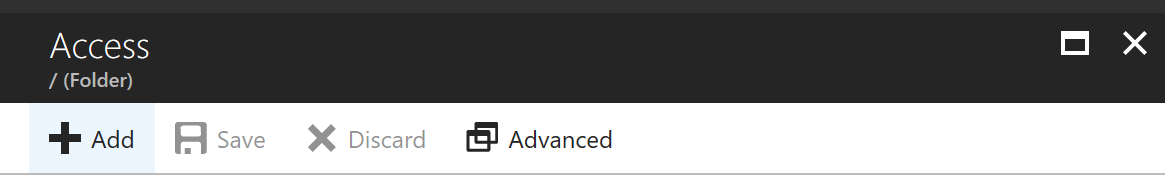 Access
/ (Folder)
Add Save Discard Advanced